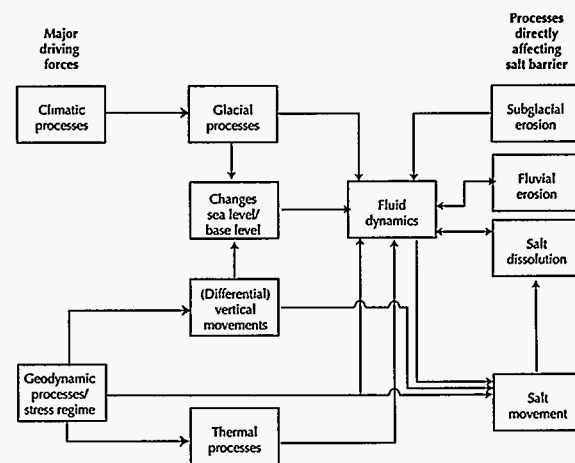 Major
driving
forces
Processes
directly
affecting
salt barrier
Climatic
processes
Glacial
processes
Subglacial
erosion
Changes
sea level/
base level
Fluid
dynamics
Fluvial
erosion
Salt
dissolution
(Differential)
vertical
movements
Geodynamic
processes/
stress regime
Thermal
processes
Salt
movement